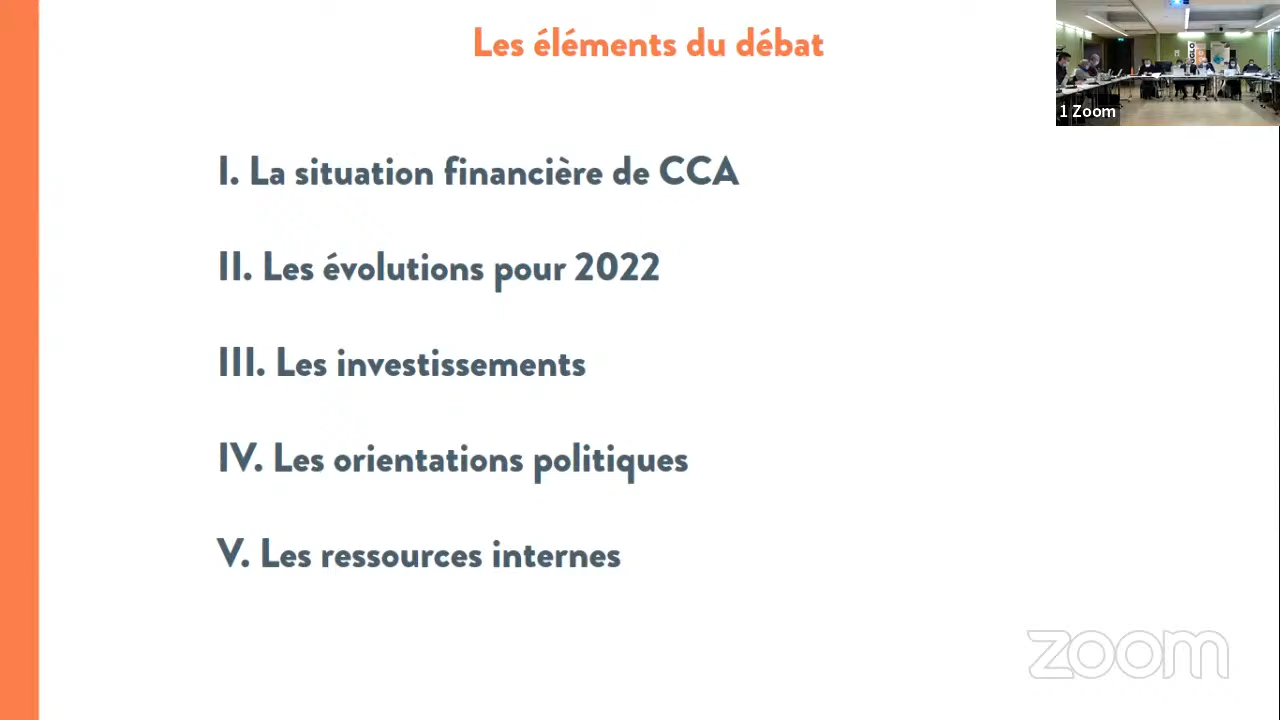 Les éléments du débat
1 Zoom
I. La situation financière de CCA
II. Les évolutions pour 2022
III. Les investissements
IV. Les orientations politiques
V. Les ressources internes
zoom